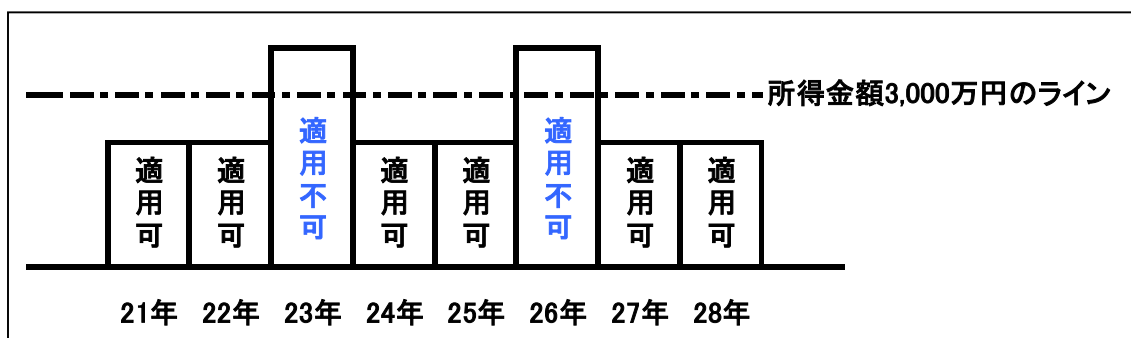 所得金額3,000万円のライン
適用可
適用可
適用不可
適用可
適用可
適用不可
適用可
適用可
21年 22年 23年 24年 25年 26年 27年 28年